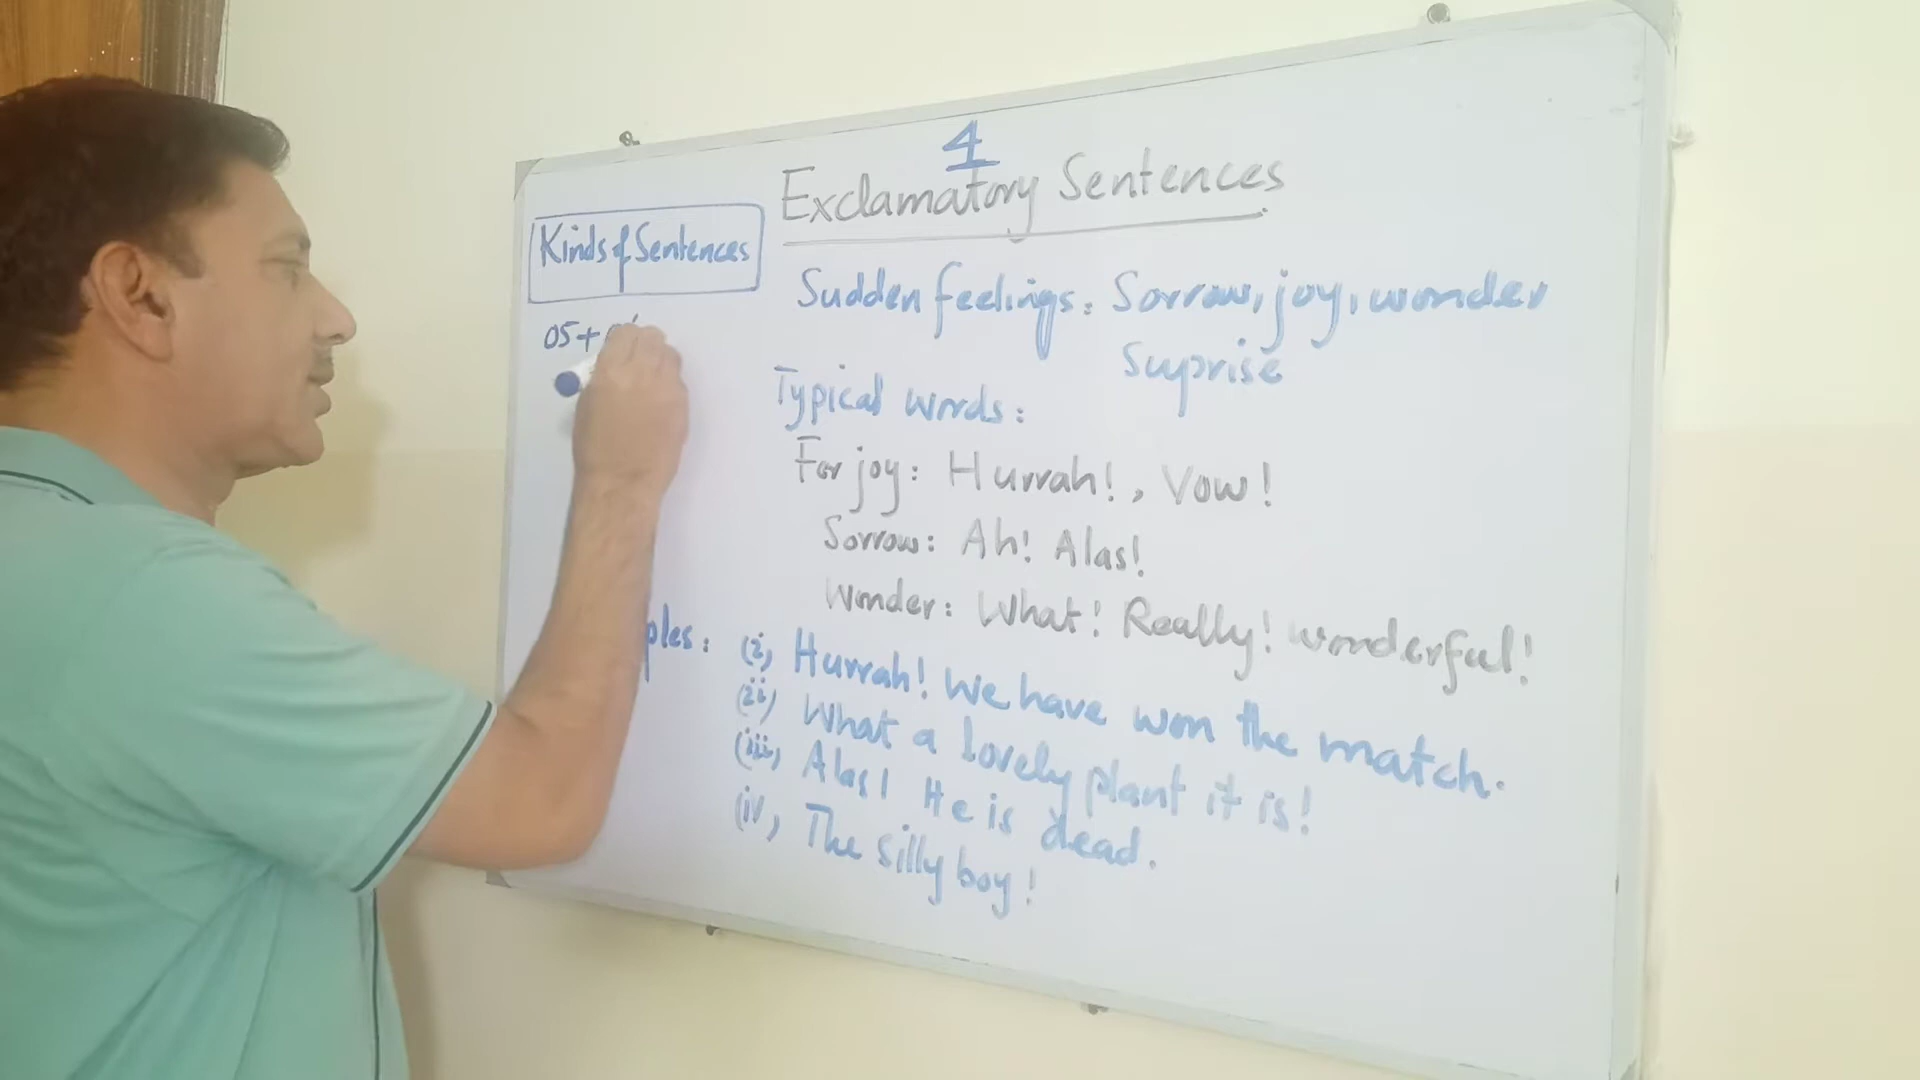 4
Exclamatory Sentences
Kinds of Sentences
05+
Sudden feelings: Sorrow, joy, wonder
Suprise
Typical words:
For joy: Hurrah!, Vow!
Sorrow: Ah! Alas!
Wonder: What! Really! wonderful!
ples: (i) Hurrah! We have won the match.
(ii) What a lovely plant it is!
(iii) Alas! He is dead.
(iv) The silly boy!